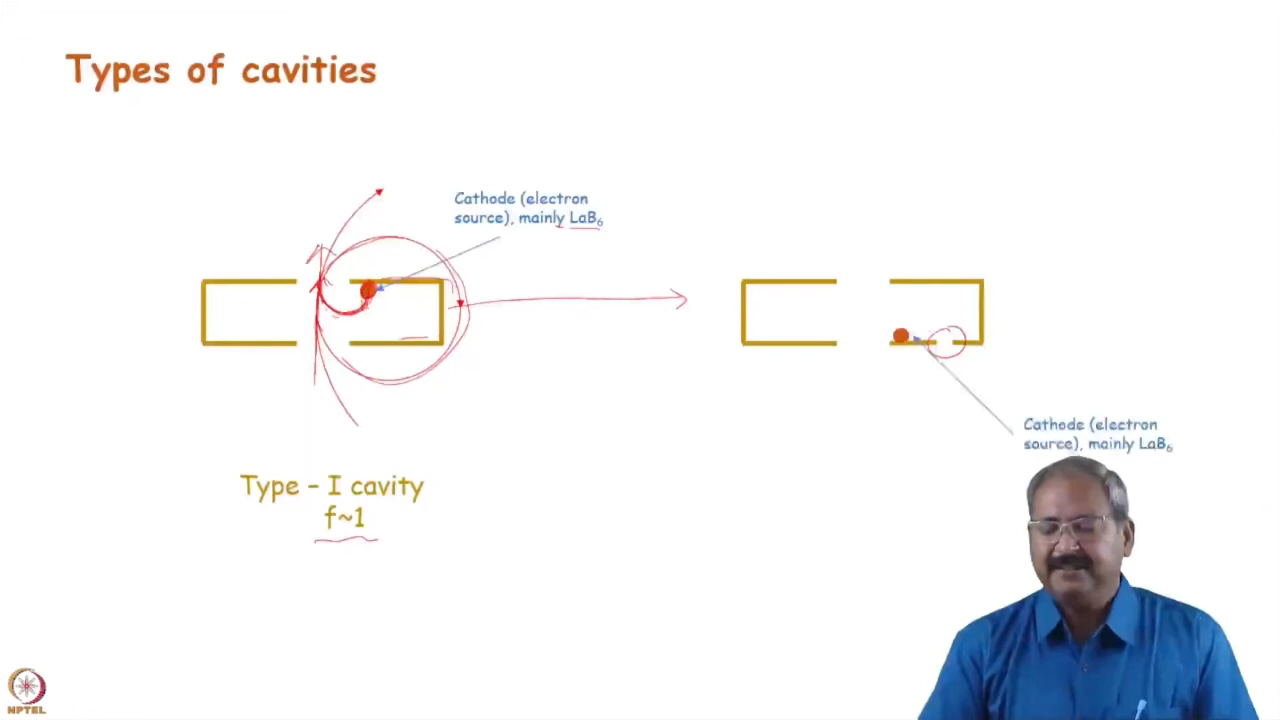 Types of cavities
Cathode (electron
source), mainly LaB₆
Cathode (electron
source), mainly LaB₆
Type – I cavity
f~1
NPTEL